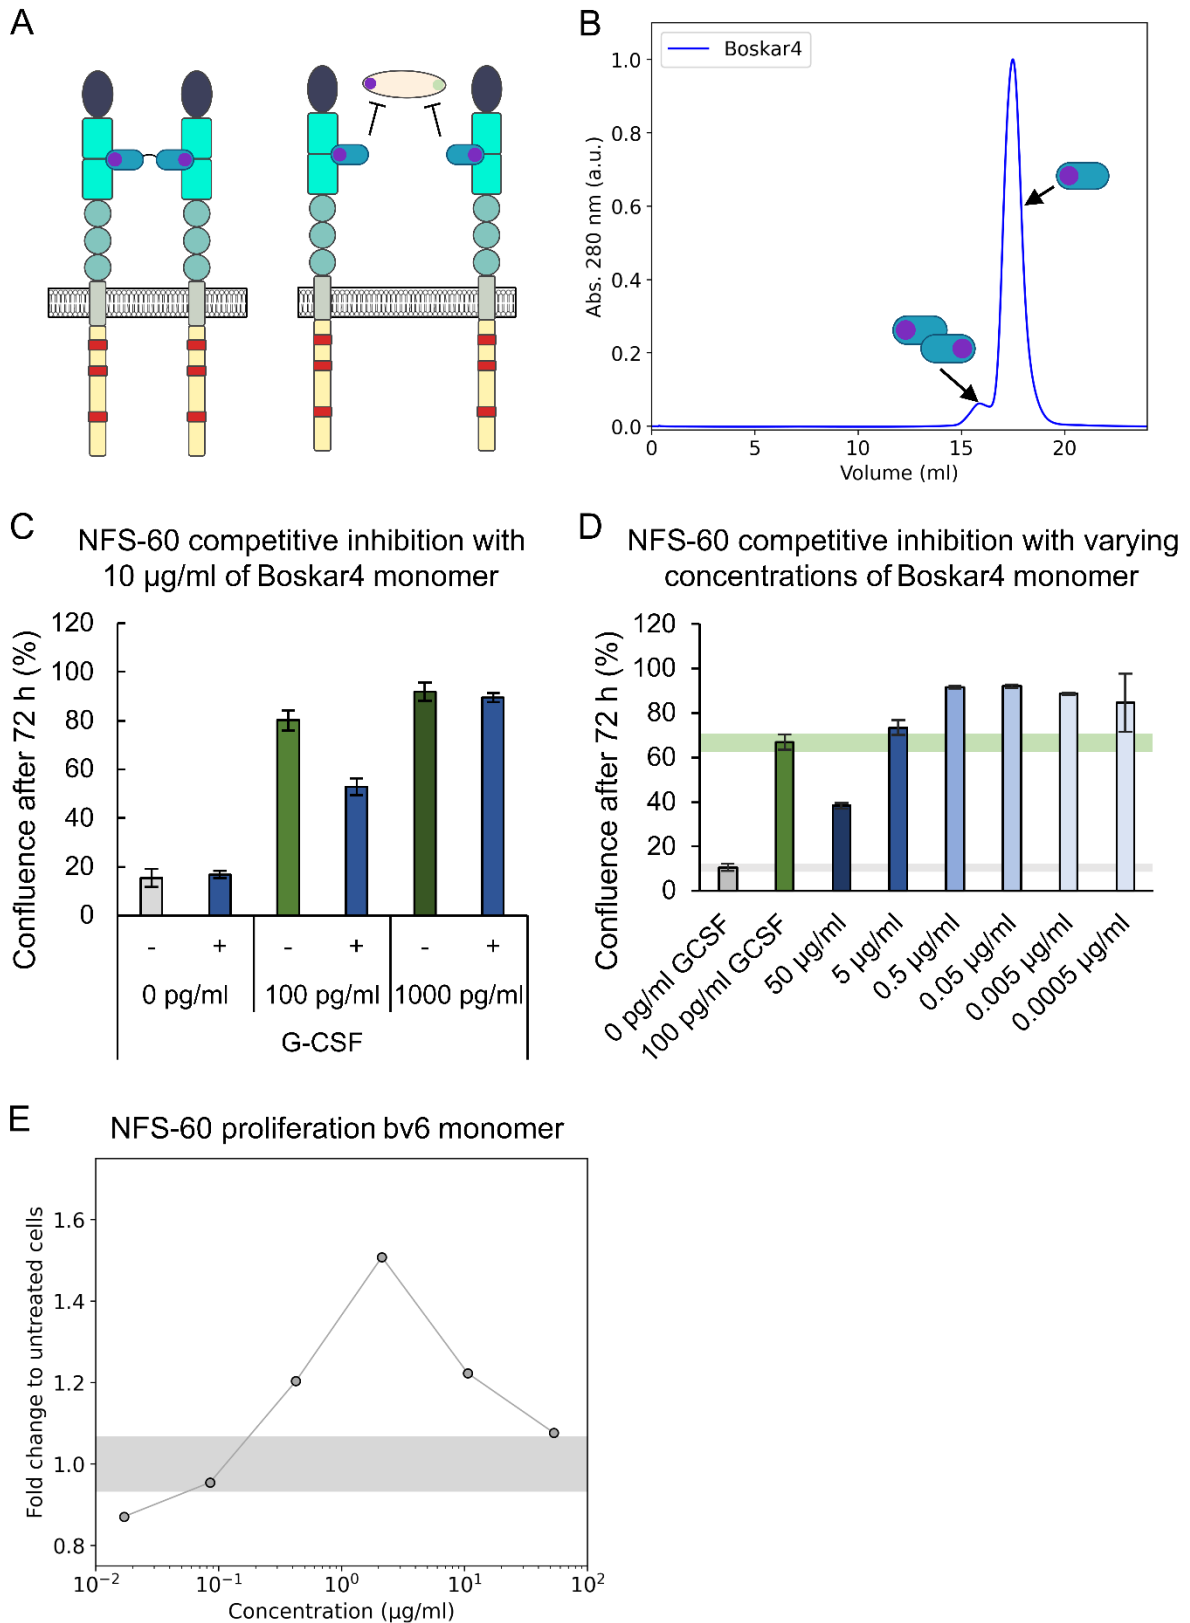 A
B
Boskar4
1.0
0.8
0.6
0.4
0.2
0.0
Abs. 280 nm (a.u.)
0 5 10 15 20
Volume (ml)
C
NFS-60 competitive inhibition with
10 µg/ml of Boskar4 monomer
Confluence after 72 h (%)
120
100
80
60
40
20
0
- + - + - +
0 pg/ml 100 pg/ml 1000 pg/ml
G-CSF
D
NFS-60 competitive inhibition with varying
concentrations of Boskar4 monomer
Confluence after 72 h (%)
120
100
80
60
40
20
0
0 pg/ml GCSF
100 pg/ml GCSF
50 µg/ml
5 µg/ml
0.5 µg/ml
0.05 µg/ml
0.005 µg/ml
0.0005 µg/ml
E
NFS-60 proliferation bv6 monomer
Fold change to untreated cells
1.6
1.4
1.2
1.0
0.8
10⁻² 10⁻¹ 10⁰ 10¹ 10²
Concentration (µg/ml)